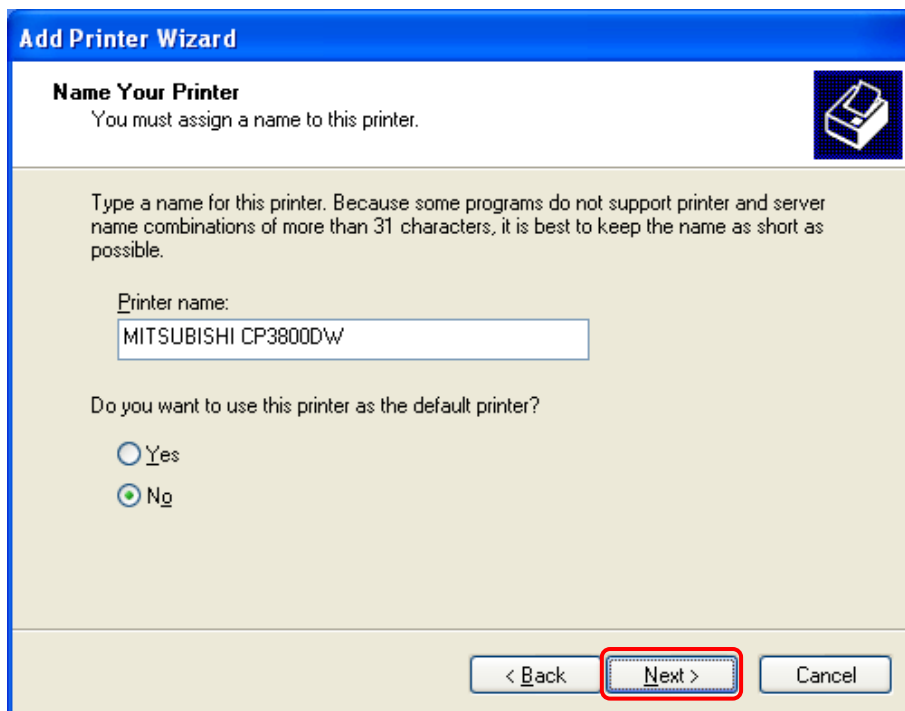 Add Printer Wizard
Name Your Printer
You must assign a name to this printer.
Type a name for this printer. Because some programs do not support printer and server
name combinations of more than 31 characters, it is best to keep the name as short as
possible.
Printer name:
MITSUBISHI CP3800DW
Do you want to use this printer as the default printer?
Yes
No
< Back Next > Cancel